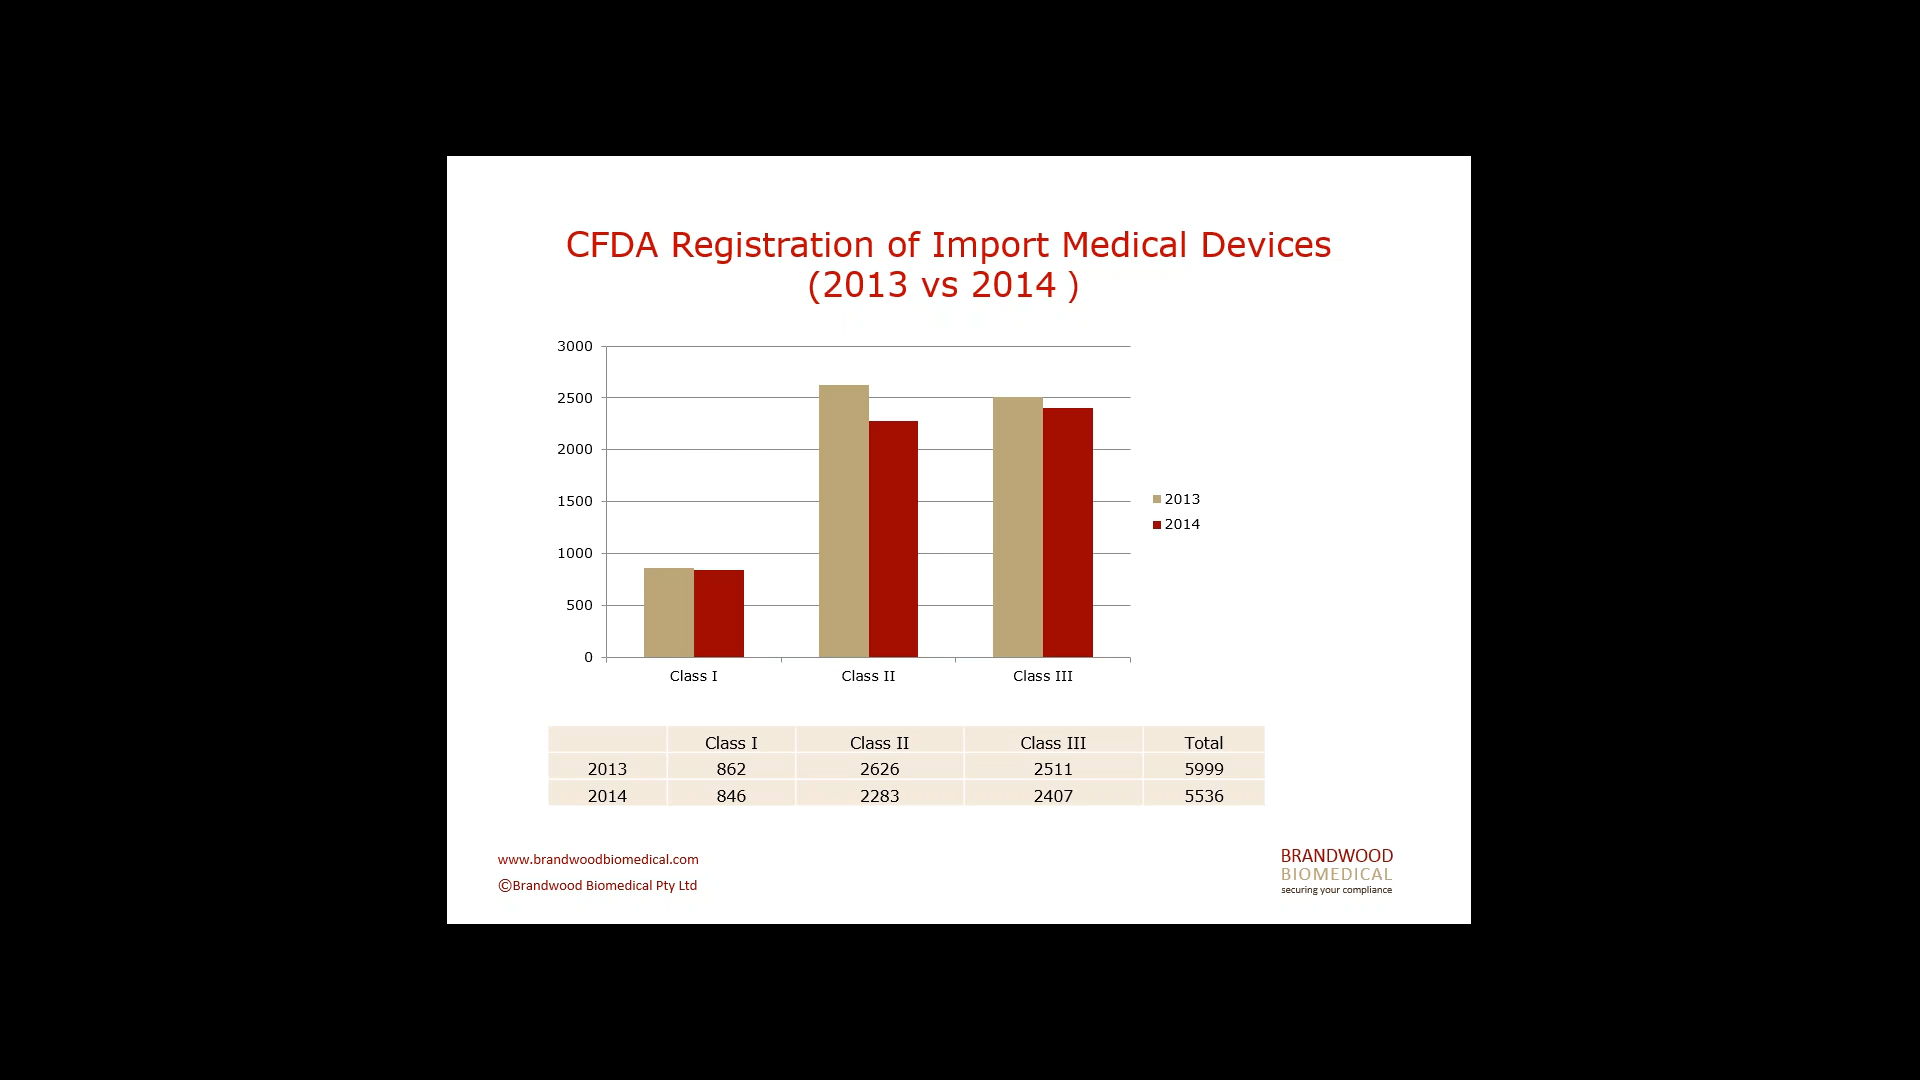 CFDA Registration of Import Medical Devices
(2013 vs 2014 )
3000
2500
2000
1500
1000
500
0
Class I Class II Class III
2013
2014
Class I Class II Class III Total
2013 862 2626 2511 5999
2014 846 2283 2407 5536
www.brandwoodbiomedical.com
©Brandwood Biomedical Pty Ltd
BRANDWOOD
BIOMEDICAL
securing your compliance